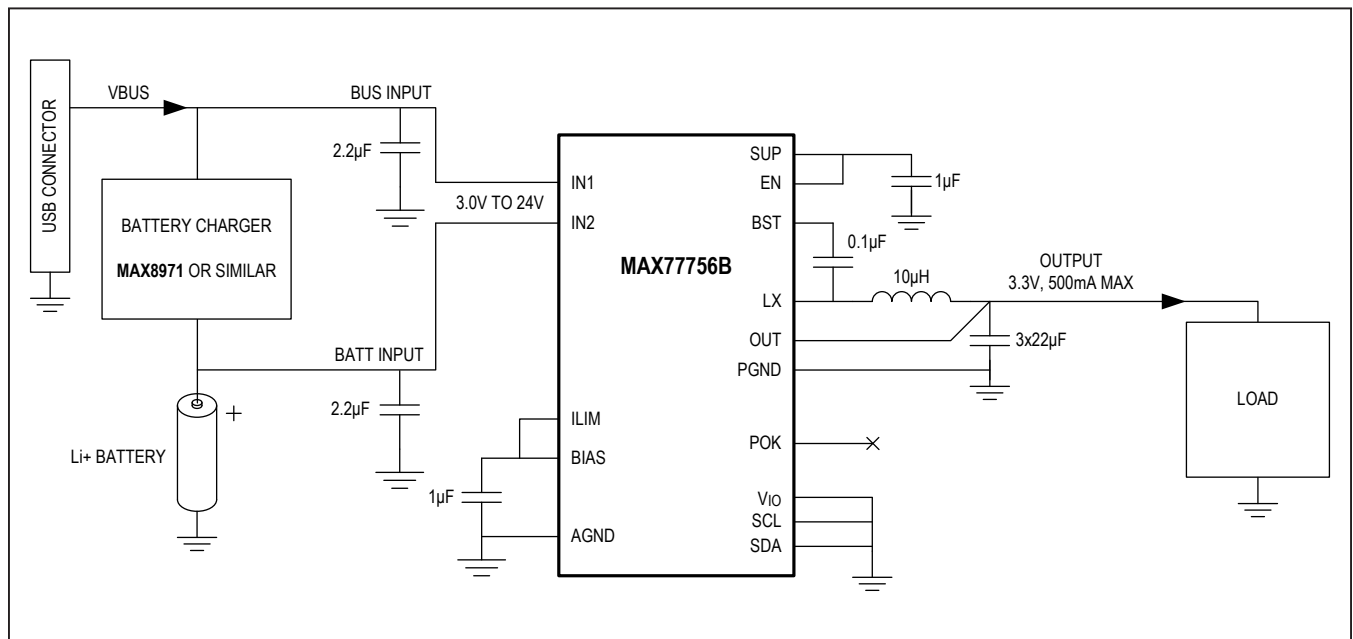 USB CONNECTOR
VBUS
BUS INPUT
2.2µF
BATTERY CHARGER
MAX8971 OR SIMILAR
3.0V TO 24V
BATT INPUT
2.2µF
+
Li+ BATTERY
1µF
MAX77756B
IN1
IN2
ILIM
BIAS
AGND
SUP
EN
BST
LX
OUT
PGND
POK
VIO
SCL
SDA
1µF
0.1µF
10µH
OUTPUT
3.3V, 500mA MAX
3x22µF
LOAD